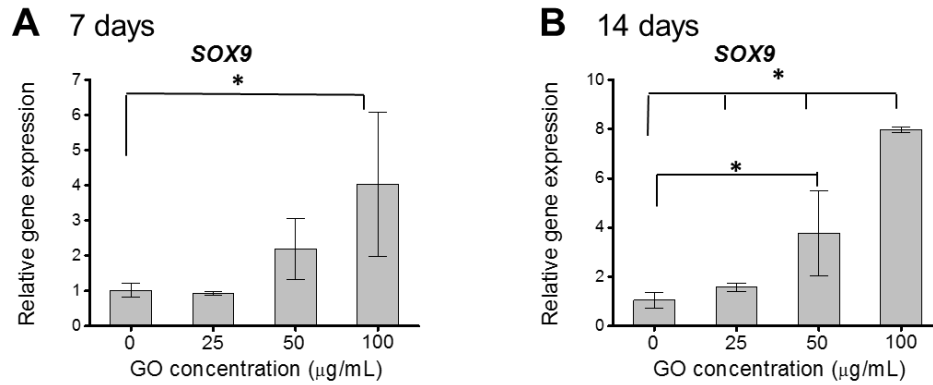 A 7 days
SOX9
*
Relative gene expression
7
6
5
4
3
2
1
0
0 25 50 100
GO concentration (μg/mL)
B 14 days
SOX9
*
*
Relative gene expression
10
8
6
4
2
0
0 25 50 100
GO concentration (μg/mL)